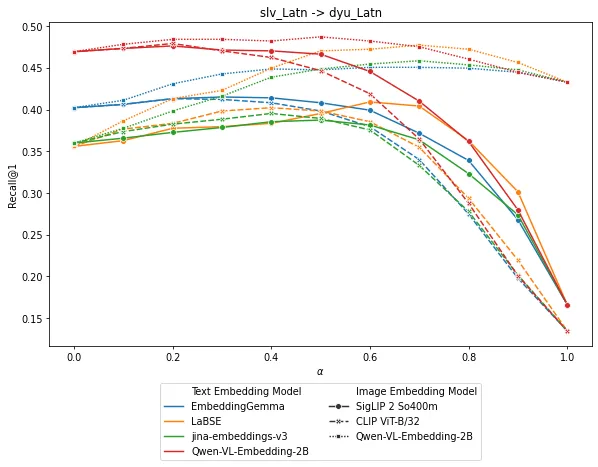 slv_Latn -> dyu_Latn
Recall@1
0.50
0.45
0.40
0.35
0.30
0.25
0.20
0.15
0.0 0.2 0.4 0.6 0.8 1.0
α
Text Embedding Model
EmbeddingGemma
LaBSE
jina-embeddings-v3
Qwen-VL-Embedding-2B
Image Embedding Model
SigLIP 2 So400m
CLIP ViT-B/32
Qwen-VL-Embedding-2B